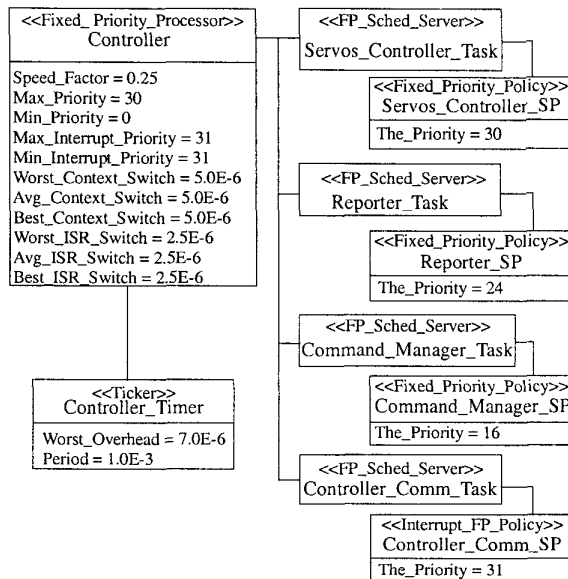 <<Fixed_Priority_Processor>>
Controller
Speed_Factor = 0.25
Max_Priority = 30
Min_Priority = 0
Max_Interrupt_Priority = 31
Min_Interrupt_Priority = 31
Worst_Context_Switch = 5.0E-6
Avg_Context_Switch = 5.0E-6
Best_Context_Switch = 5.0E-6
Worst_ISR_Switch = 2.5E-6
Avg_ISR_Switch = 2.5E-6
Best_ISR_Switch = 2.5E-6
<<Ticker>>
Controller_Timer
Worst_Overhead = 7.0E-6
Period = 1.0E-3
<<FP_Sched_Server>>
Servos_Controller_Task
<<Fixed_Priority_Policy>>
Servos_Controller_SP
The_Priority = 30
<<FP_Sched_Server>>
Reporter_Task
<<Fixed_Priority_Policy>>
Reporter_SP
The_Priority = 24
<<FP_Sched_Server>>
Command_Manager_Task
<<Fixed_Priority_Policy>>
Command_Manager_SP
The_Priority = 16
<<FP_Sched_Server>>
Controller_Comm_Task
<<Interrupt_FP_Policy>>
Controller_Comm_SP
The_Priority = 31